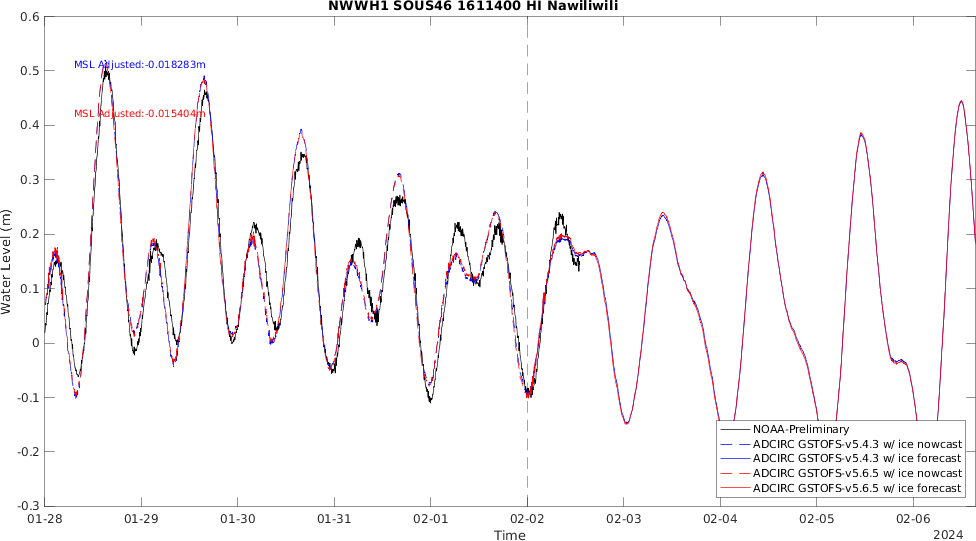 NWWH1 SOUS46 1611400 HI Nawiliwili
0.6
0.5
0.4
0.3
0.2
0.1
0
-0.1
-0.2
-0.3
Water Level (m)
MSL Adjusted:-0.018283m
MSL Adjusted:-0.015404m
NOAA-Preliminary
ADCIRC GSTOFS-v5.4.3 w/ ice nowcast
ADCIRC GSTOFS-v5.4.3 w/ ice forecast
ADCIRC GSTOFS-v5.6.5 w/ ice nowcast
ADCIRC GSTOFS-v5.6.5 w/ ice forecast
01-28 01-29 01-30 01-31 02-01 02-02 02-03 02-04 02-05 02-06
Time
2024